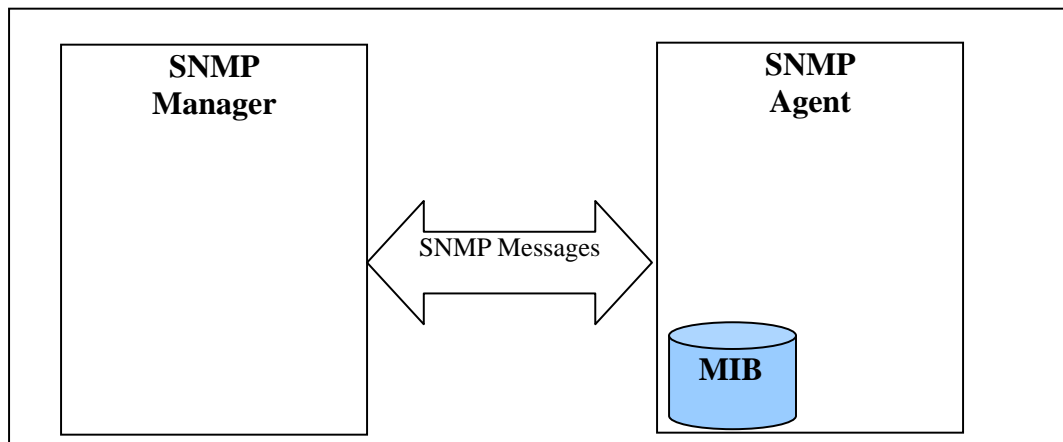 SNMP
Manager
SNMP
Agent
SNMP Messages
MIB